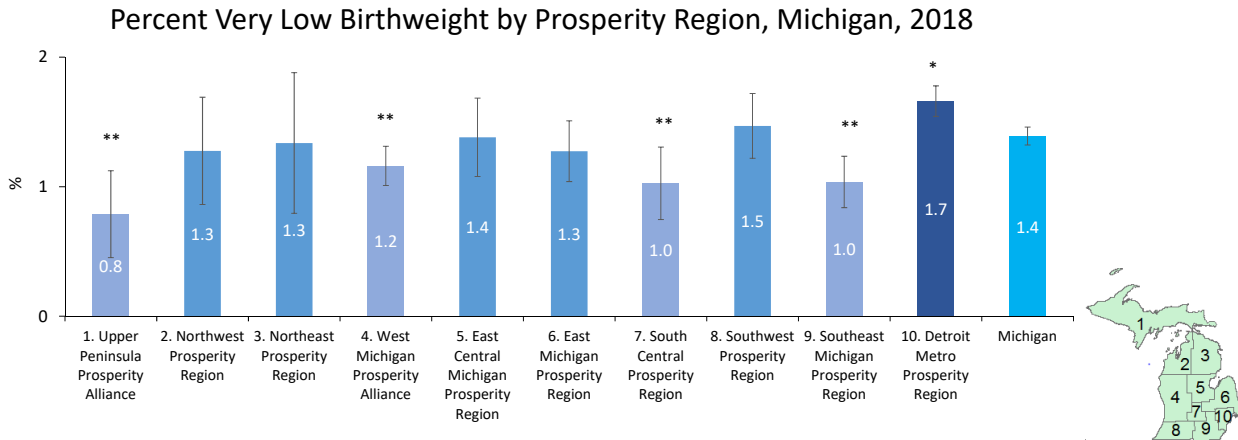 Percent Very Low Birthweight by Prosperity Region, Michigan, 2018
2
%
1
0
**
**
**
**
*
0.8
1.3
1.3
1.2
1.4
1.3
1.0
1.5
1.0
1.7
1.4
1. Upper
Peninsula
Prosperity
Alliance
2. Northwest
Prosperity
Region
3. Northeast
Prosperity
Region
4. West
Michigan
Prosperity
Alliance
5. East
Central
Michigan
Prosperity
Region
6. East
Michigan
Prosperity
Region
7. South
Central
Prosperity
Region
8. Southwest
Prosperity
Region
9. Southeast
Michigan
Prosperity
Region
10. Detroit
Metro
Prosperity
Region
Michigan
1
2
3
4
5
6
7
8
9
10